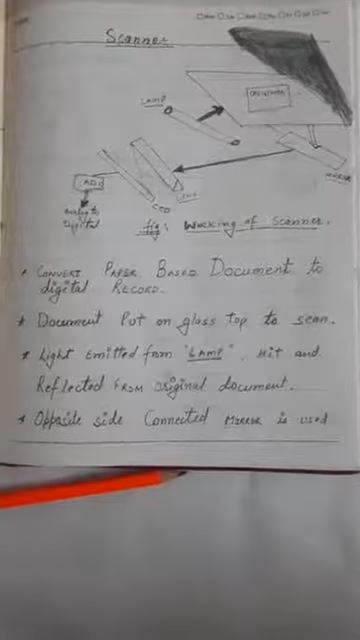 Scanner
LAMP
MIRROR
ADC
Analog to
Digital
CCD
fig: Working of Scanner.
* CONVERT PAPER BASED Document to
digital RECORD.
* Document Put on glass top to scan.
* Light Emitted from "LAMP", Hit and
Reflected FROM original document.
* Opposite side Connected MIRROR is used